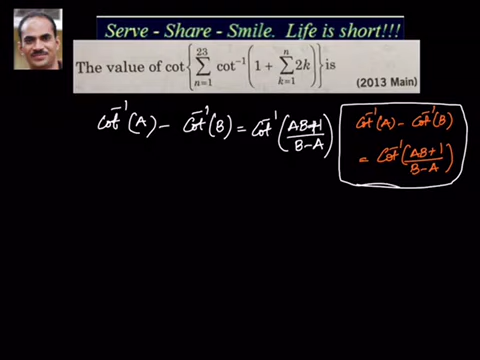 Serve - Share - Smile. Life is short!!!
The value of cot{∑_{n=1}^{23} cot⁻¹(1 + ∑_{k=1}^{n} 2k)} is
(2013 Main)
Cot⁻¹(A) - Cot⁻¹(B) = Cot⁻¹((AB+1)/(B-A))
Cot⁻¹(A) - Cot⁻¹(B)
= Cot⁻¹((AB+1)/(B-A))